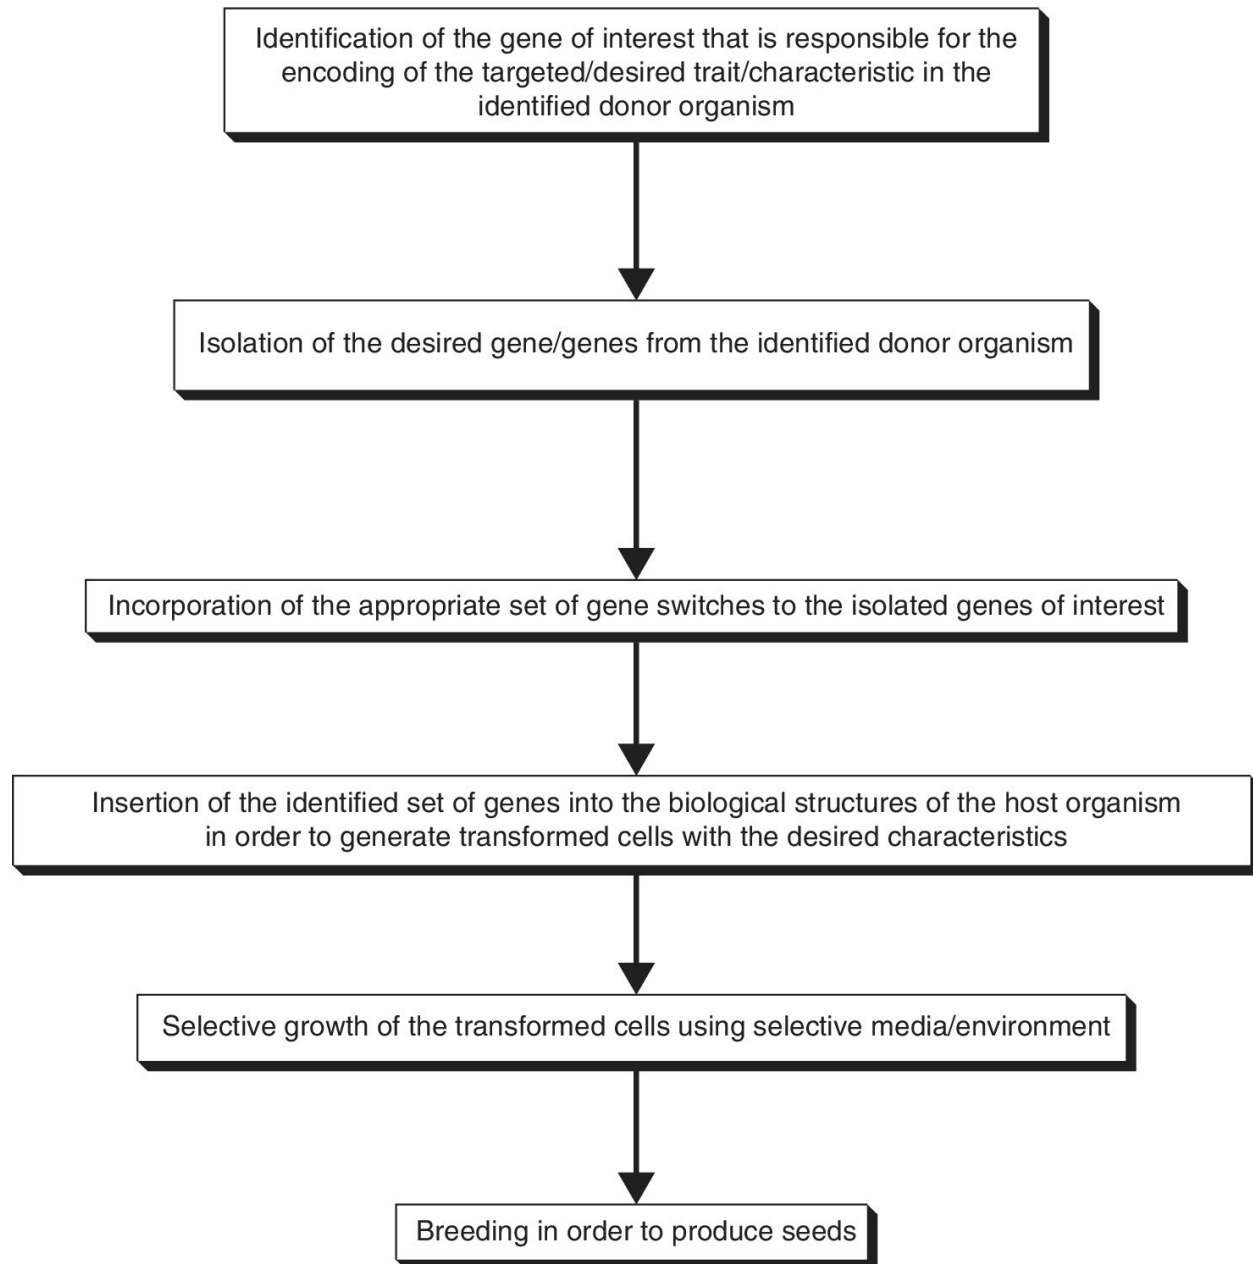 Identification of the gene of interest that is responsible for the
encoding of the targeted/desired trait/characteristic in the
identified donor organism
Isolation of the desired gene/genes from the identified donor organism
Incorporation of the appropriate set of gene switches to the isolated genes of interest
Insertion of the identified set of genes into the biological structures of the host organism
in order to generate transformed cells with the desired characteristics
Selective growth of the transformed cells using selective media/environment
Breeding in order to produce seeds